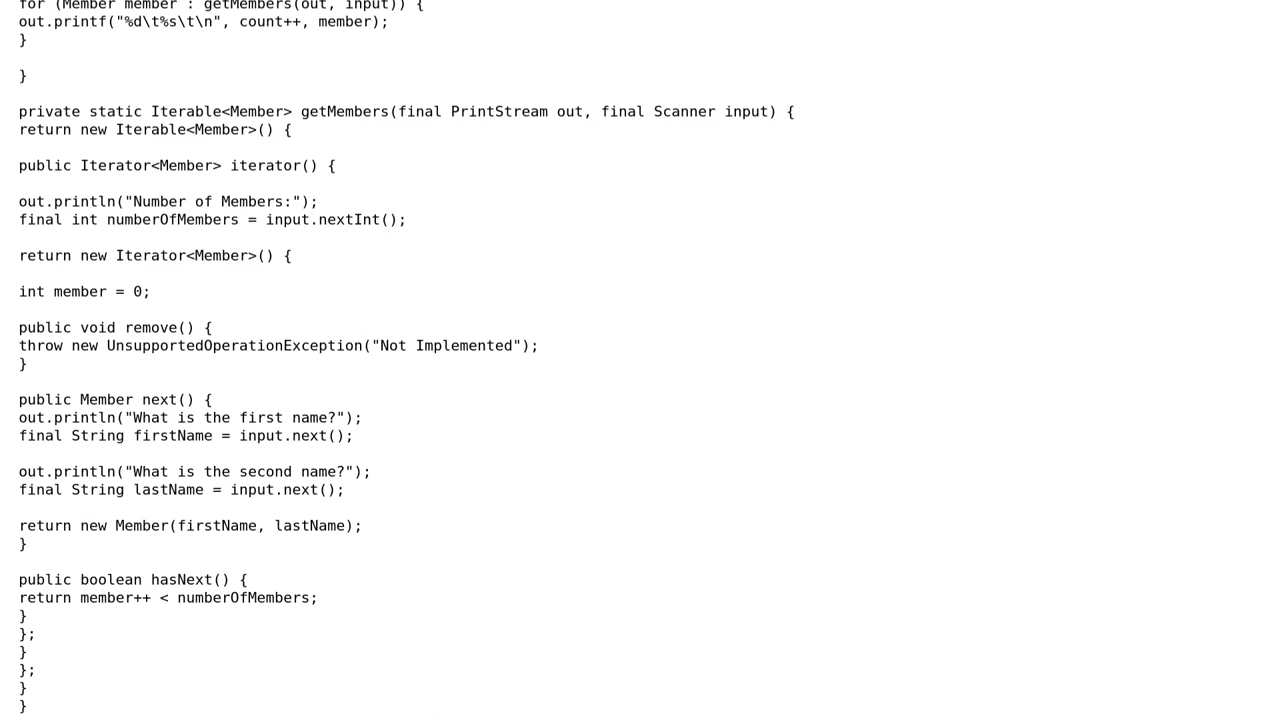 for (Member member : getMembers(out, input)) {
out.printf("%d\t%s\t\n", count++, member);
}
}
private static Iterable<Member> getMembers(final PrintStream out, final Scanner input) {
return new Iterable<Member>() {
public Iterator<Member> iterator() {
out.println("Number of Members:");
final int numberOfMembers = input.nextInt();
return new Iterator<Member>() {
int member = 0;
public void remove() {
throw new UnsupportedOperationException("Not Implemented");
}
public Member next() {
out.println("What is the first name?");
final String firstName = input.next();
out.println("What is the second name?");
final String lastName = input.next();
return new Member(firstName, lastName);
}
public boolean hasNext() {
return member++ < numberOfMembers;
}
};
}
};
}
}